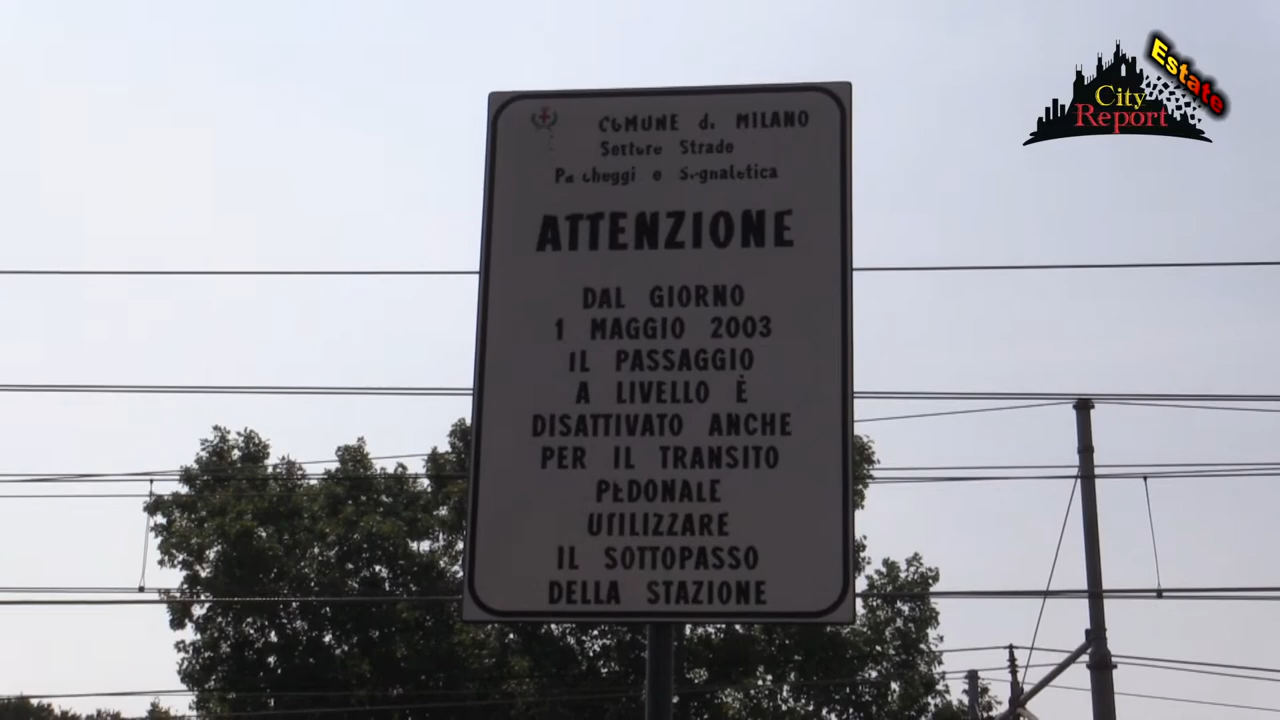 COMUNE di MILANO
Settore Strade
Parcheggi e Segnaletica
ATTENZIONE
DAL GIORNO
1 MAGGIO 2003
IL PASSAGGIO
A LIVELLO È
DISATTIVATO ANCHE
PER IL TRANSITO
PEDONALE
UTILIZZARE
IL SOTTOPASSO
DELLA STAZIONE
Estate
City
Report